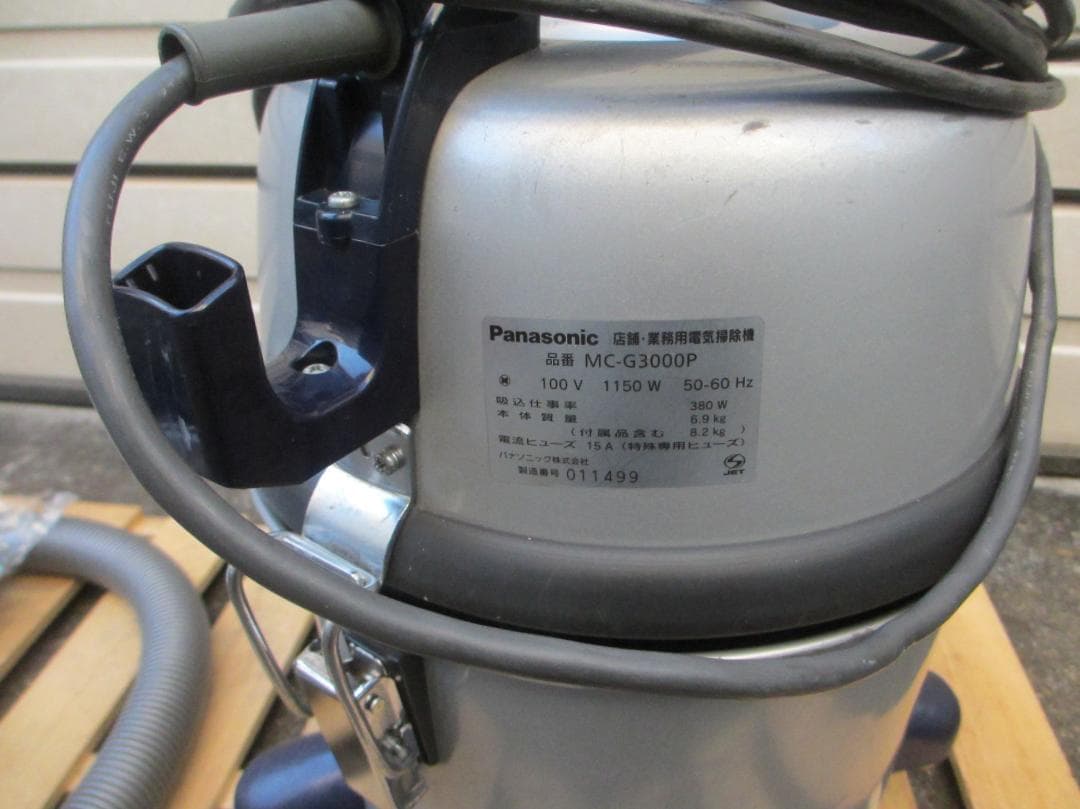 Panasonic 店舗・業務用電気掃除機
品番 MC-G3000P
100 V 1150 W 50-60 Hz
吸込仕事率 380 W
本体質量 6.9 kg
(付属品含む 8.2 kg)
電流ヒューズ 15 A (特殊専用ヒューズ)
パナソニック株式会社
製造番号 011499
JET